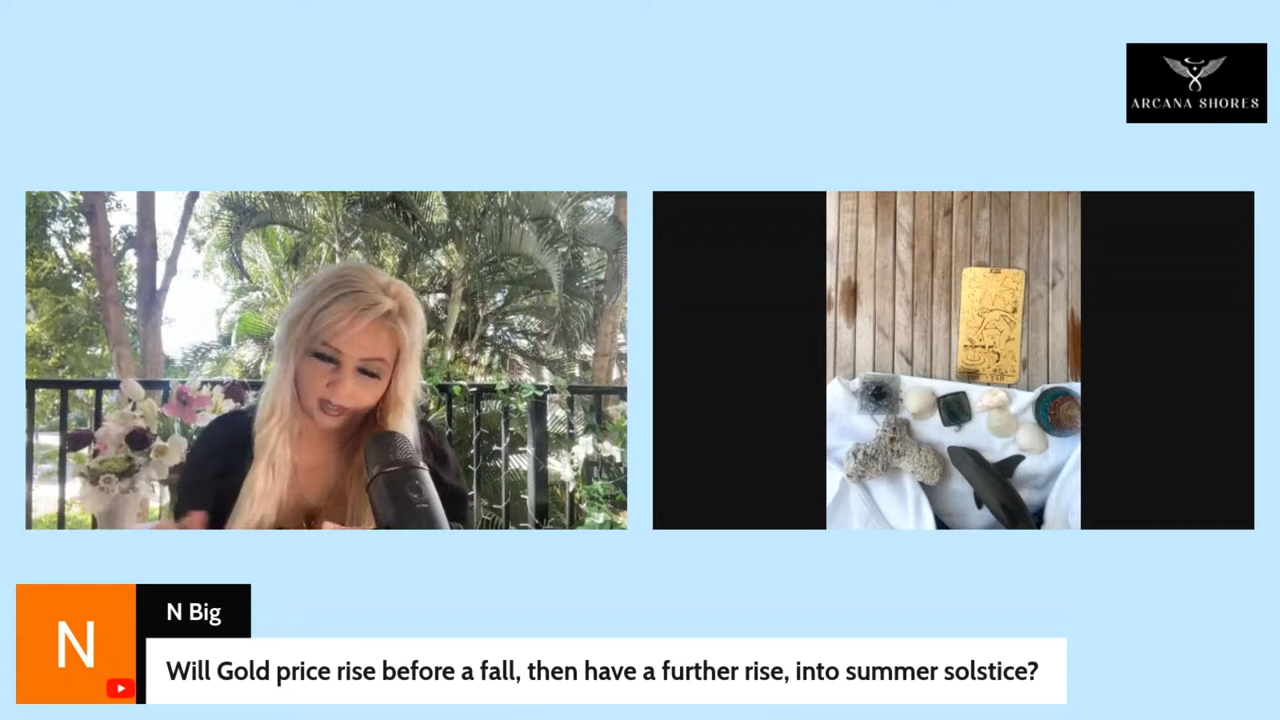 ARCANA SHORES
N
N Big
Will Gold price rise before a fall, then have a further rise, into summer solstice?